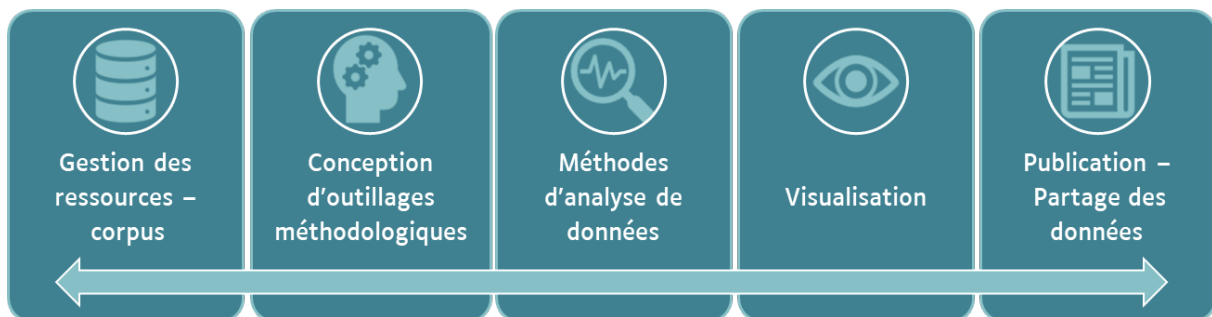 Gestion des
ressources –
corpus
Conception
d’outillages
méthodologiques
Méthodes
d’analyse de
données
Visualisation
Publication –
Partage des
données